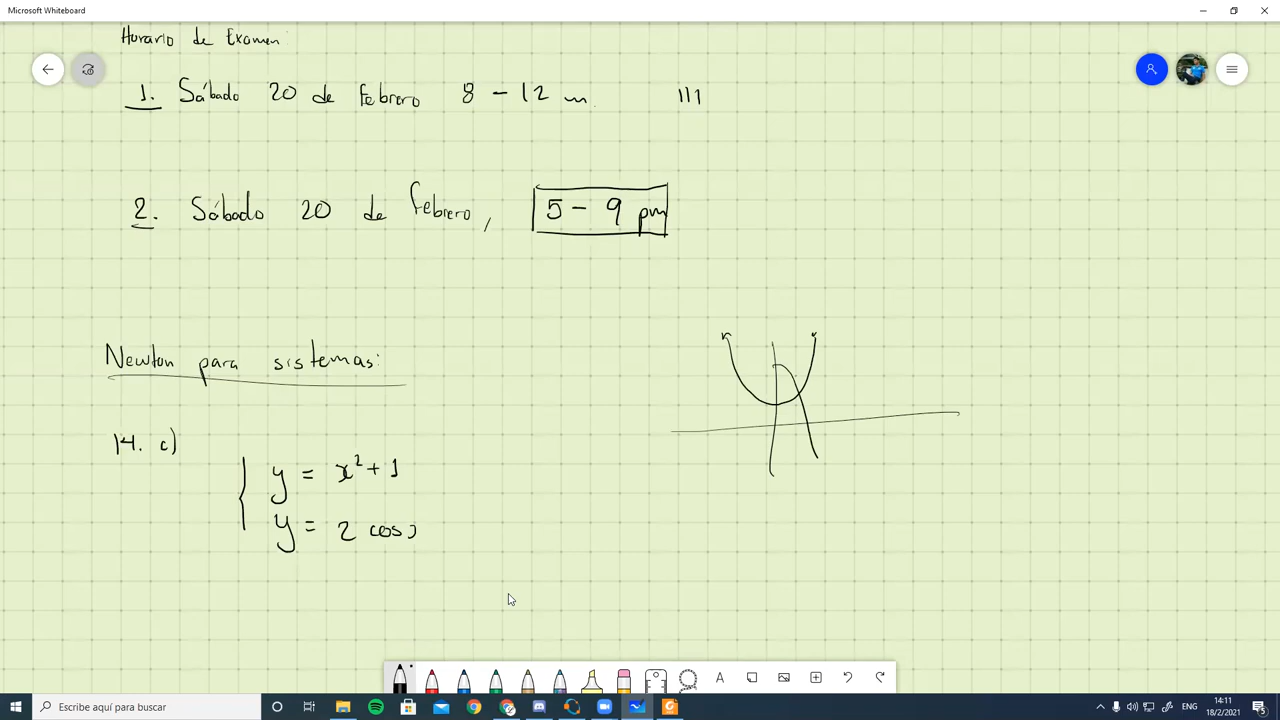 Microsoft Whiteboard
Horario de Examen:
1. Sábado 20 de febrero 8 - 12 m.
2. Sábado 20 de febrero, 5 - 9 pm
Newton para sistemas:
14. c)
y = x² + 1
y = 2 cos
Escribe aquí para buscar
ENG
14:11
18/2/2021